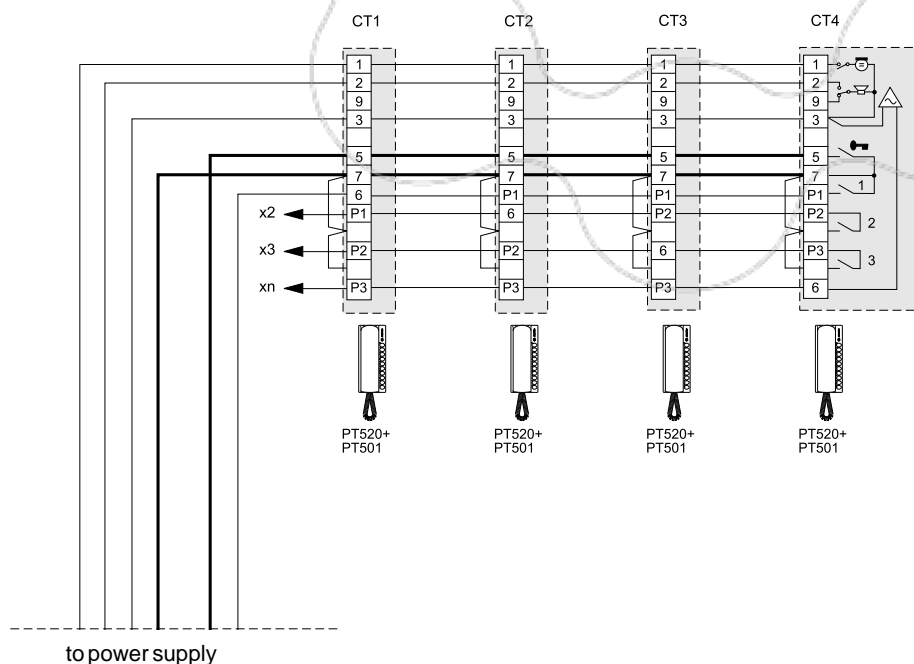 CT1 CT2 CT3 CT4
1 1 1 1
2 2 2 2
9 9 9 9
3 3 3 3
5 5 5 5
7 7 7 7
6 P1 P1 P1 1
x2 P1 6 P2 P2 2
x3 P2 P2 6 P3 3
xn P3 P3 P3 6
PT520+ PT520+ PT520+ PT520+
PT501 PT501 PT501 PT501
to power supply